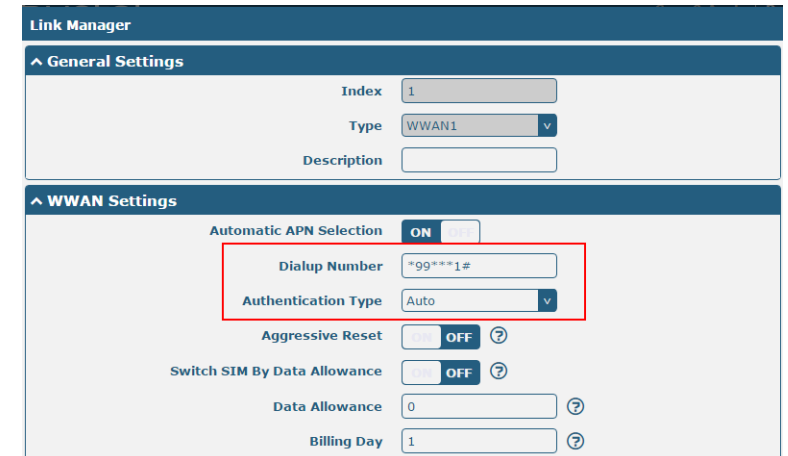 Link Manager
General Settings
Index 1
Type WWAN1 v
Description
WWAN Settings
Automatic APN Selection ON OFF
Dialup Number *99***1#
Authentication Type Auto v
Aggressive Reset ON OFF ?
Switch SIM By Data Allowance ON OFF ?
Data Allowance 0 ?
Billing Day 1 ?